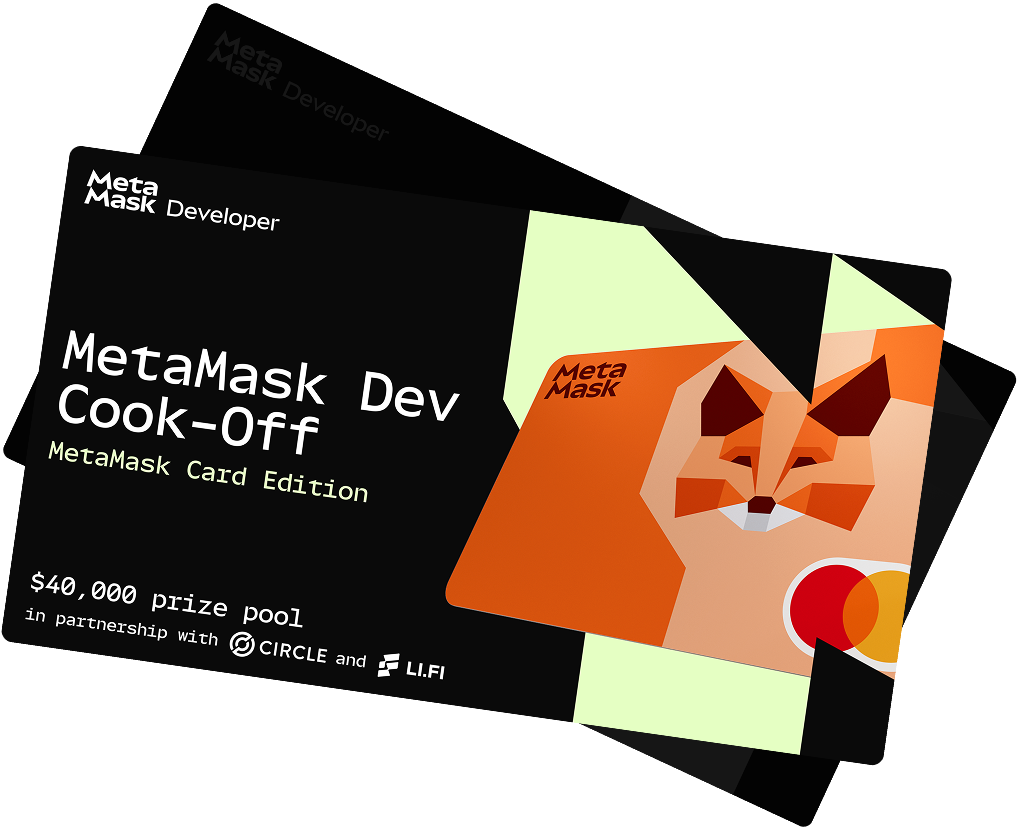 Meta
Mask Developer
Meta
Mask Developer
MetaMask Dev
Cook-Off
MetaMask Card Edition
$40,000 prize pool
in partnership with CIRCLE and LI.FI
Meta
Mask